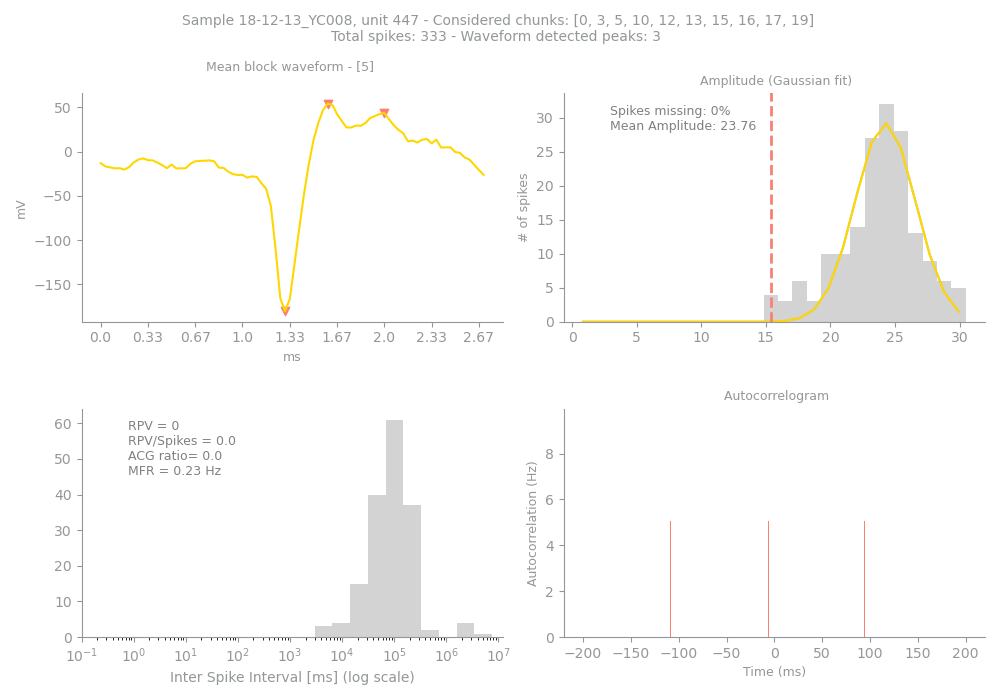 Sample 18-12-13_YC008, unit 447 - Considered chunks: [0, 3, 5, 10, 12, 13, 15, 16, 17, 19]
Total spikes: 333 - Waveform detected peaks: 3
Mean block waveform - [5]
50
0
−50
−100
−150
mV
0.0 0.33 0.67 1.0 1.33 1.67 2.0 2.33 2.67
ms
Amplitude (Gaussian fit)
Spikes missing: 0%
Mean Amplitude: 23.76
30
25
20
15
10
5
0
# of spikes
0 5 10 15 20 25 30
60
50
40
30
20
10
0
RPV = 0
RPV/Spikes = 0.0
ACG ratio= 0.0
MFR = 0.23 Hz
10⁻¹ 10⁰ 10¹ 10² 10³ 10⁴ 10⁵ 10⁶ 10⁷
Inter Spike Interval [ms] (log scale)
Autocorrelogram
8
6
4
2
0
Autocorrelation (Hz)
−200 −150 −100 −50 0 50 100 150 200
Time (ms)